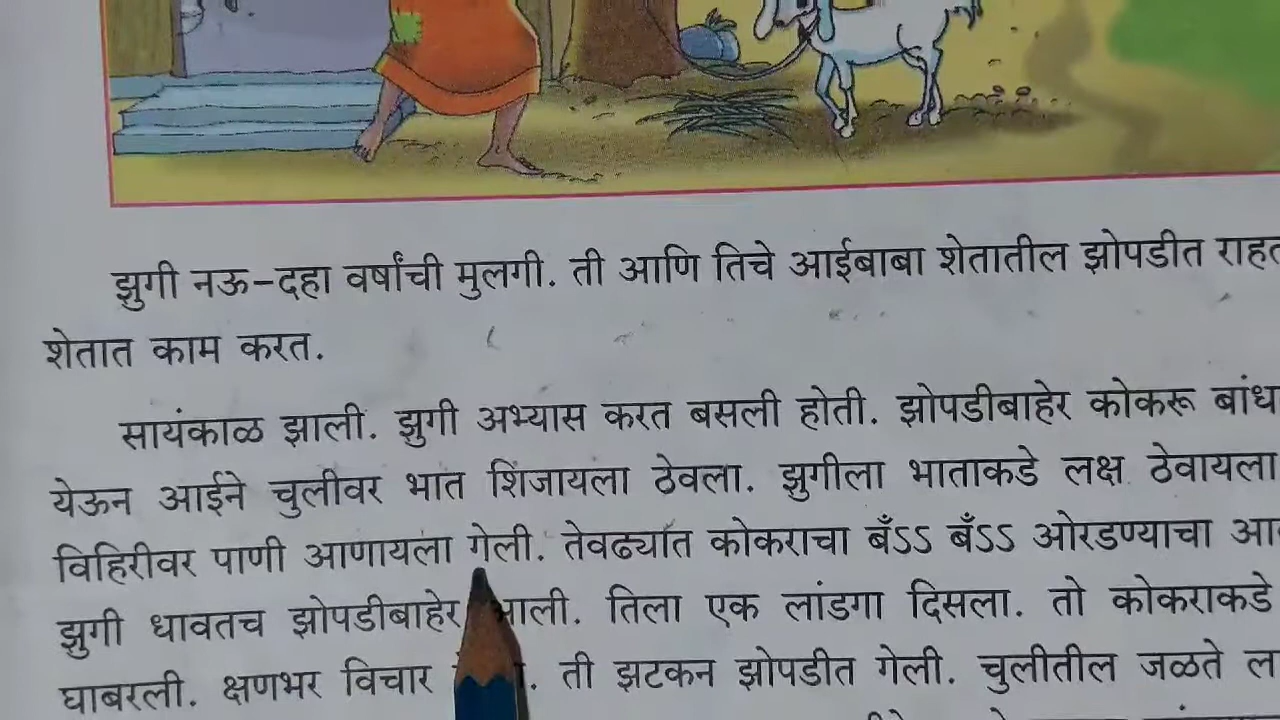 झुगी नऊ-दहा वर्षांची मुलगी. ती आणि तिचे आईबाबा शेतातील झोपडीत राहत
शेतात काम करत.
सायंकाळ झाली. झुगी अभ्यास करत बसली होती. झोपडीबाहेर कोकरू बांध
येऊन आईने चुलीवर भात शिजायला ठेवला. झुगीला भाताकडे लक्ष ठेवायला
विहिरीवर पाणी आणायला गेली. तेवढ्यात कोकराचा बँऽऽ बँऽऽ ओरडण्याचा आ
झुगी धावतच झोपडीबाहेर आली. तिला एक लांडगा दिसला. तो कोकराकडे
घाबरली. क्षणभर विचार ती झटकन झोपडीत गेली. चुलीतील जळते ल